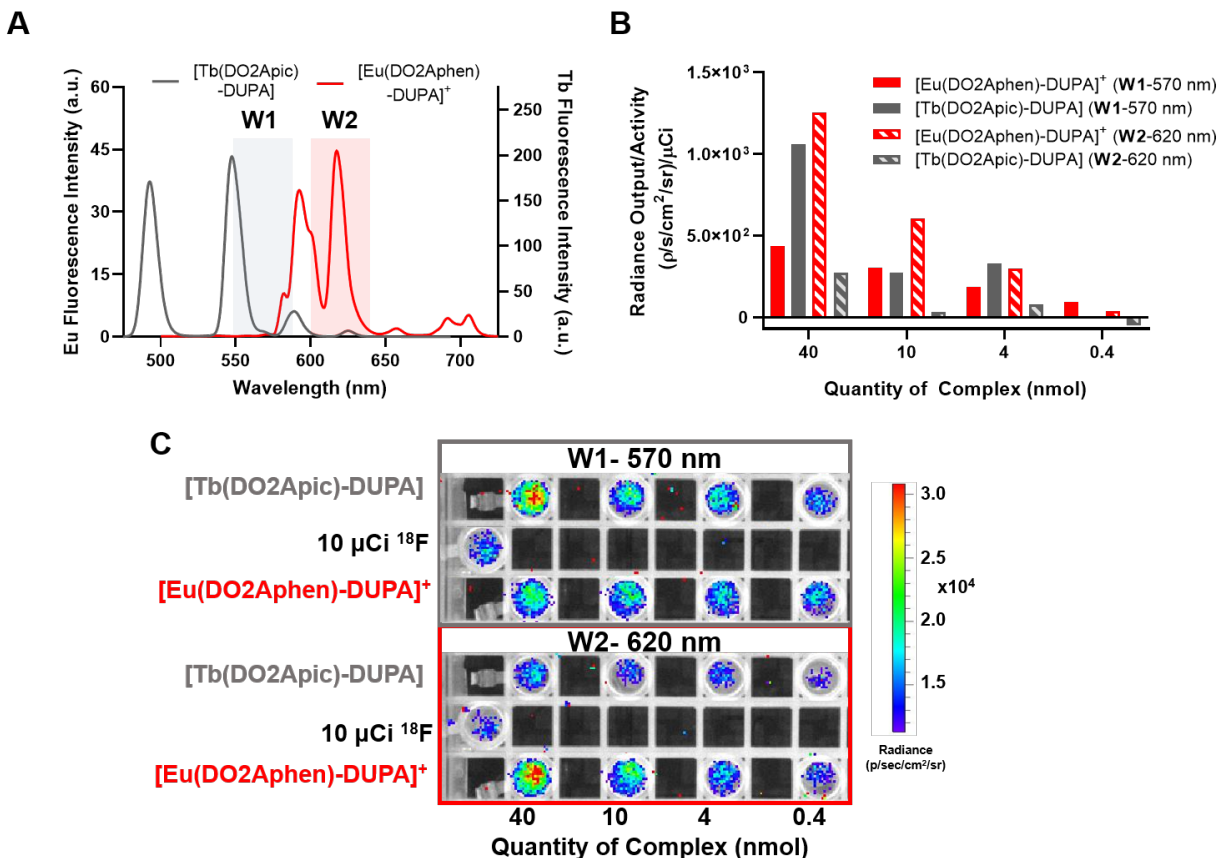 A
Eu Fluorescence Intensity (a.u.)
60
45
30
15
0
[Tb(DO2Apic)
-DUPA]
[Eu(DO2Aphen)
-DUPA]⁺
W1
W2
250
200
150
100
50
0
Tb Fluorescence Intensity (a.u.)
500
550
600
650
700
Wavelength (nm)
B
Radiance Output/Activity
(ρ/s/cm²/sr)/μCi
1.5×10³
1.0×10³
5.0×10²
0
[Eu(DO2Aphen)-DUPA]⁺ (W1-570 nm)
[Tb(DO2Apic)-DUPA] (W1-570 nm)
[Eu(DO2Aphen)-DUPA]⁺ (W2-620 nm)
[Tb(DO2Apic)-DUPA] (W2-620 nm)
40
10
4
0.4
Quantity of Complex (nmol)
C
W1- 570 nm
[Tb(DO2Apic)-DUPA]
10 μCi ¹⁸F
[Eu(DO2Aphen)-DUPA]⁺
W2- 620 nm
[Tb(DO2Apic)-DUPA]
10 μCi ¹⁸F
[Eu(DO2Aphen)-DUPA]⁺
40
10
4
0.4
Quantity of Complex (nmol)
3.0
2.5
x10⁴
2.0
1.5
Radiance
(p/sec/cm²/sr)